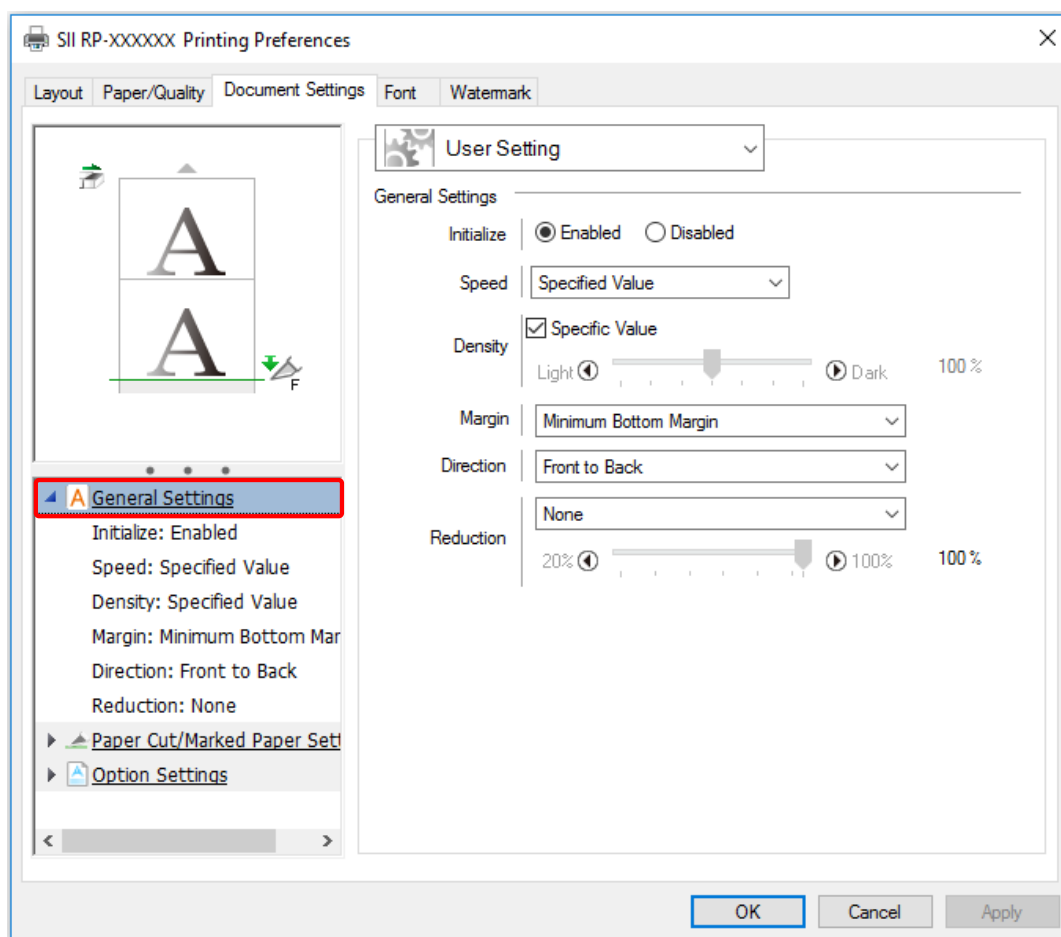 SII RP-XXXXXX Printing Preferences
Layout Paper/Quality Document Settings Font Watermark
A
A
F
General Settings
Initialize: Enabled
Speed: Specified Value
Density: Specified Value
Margin: Minimum Bottom Mar
Direction: Front to Back
Reduction: None
Paper Cut/Marked Paper Sett
Option Settings
User Setting
General Settings
Initialize Enabled Disabled
Speed Specified Value
Density Specific Value
Light Dark 100 %
Margin Minimum Bottom Margin
Direction Front to Back
Reduction None
20% 100% 100 %
OK Cancel Apply